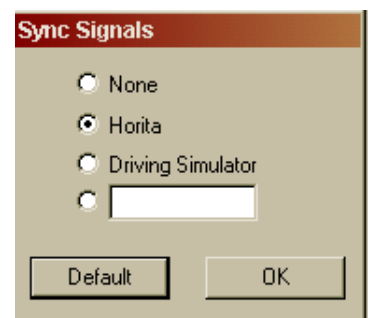 Sync Signals
None
Horita
Driving Simulator
Default OK